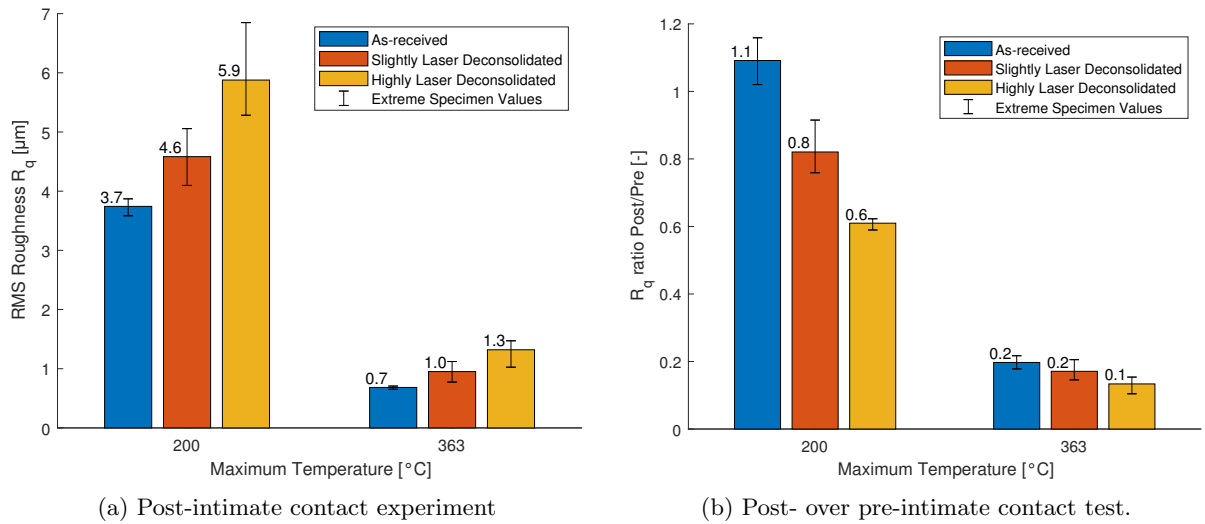 RMS Roughness R_q [µm]
7
6
5
4
3
2
1
0
3.7
4.6
5.9
0.7
1.0
1.3
As-received
Slightly Laser Deconsolidated
Highly Laser Deconsolidated
Extreme Specimen Values
200
363
Maximum Temperature [°C]
(a) Post-intimate contact experiment
R_q ratio Post/Pre [-]
1.2
1
0.8
0.6
0.4
0.2
0
1.1
0.8
0.6
0.2
0.2
0.1
As-received
Slightly Laser Deconsolidated
Highly Laser Deconsolidated
Extreme Specimen Values
200
363
Maximum Temperature [°C]
(b) Post- over pre-intimate contact test.